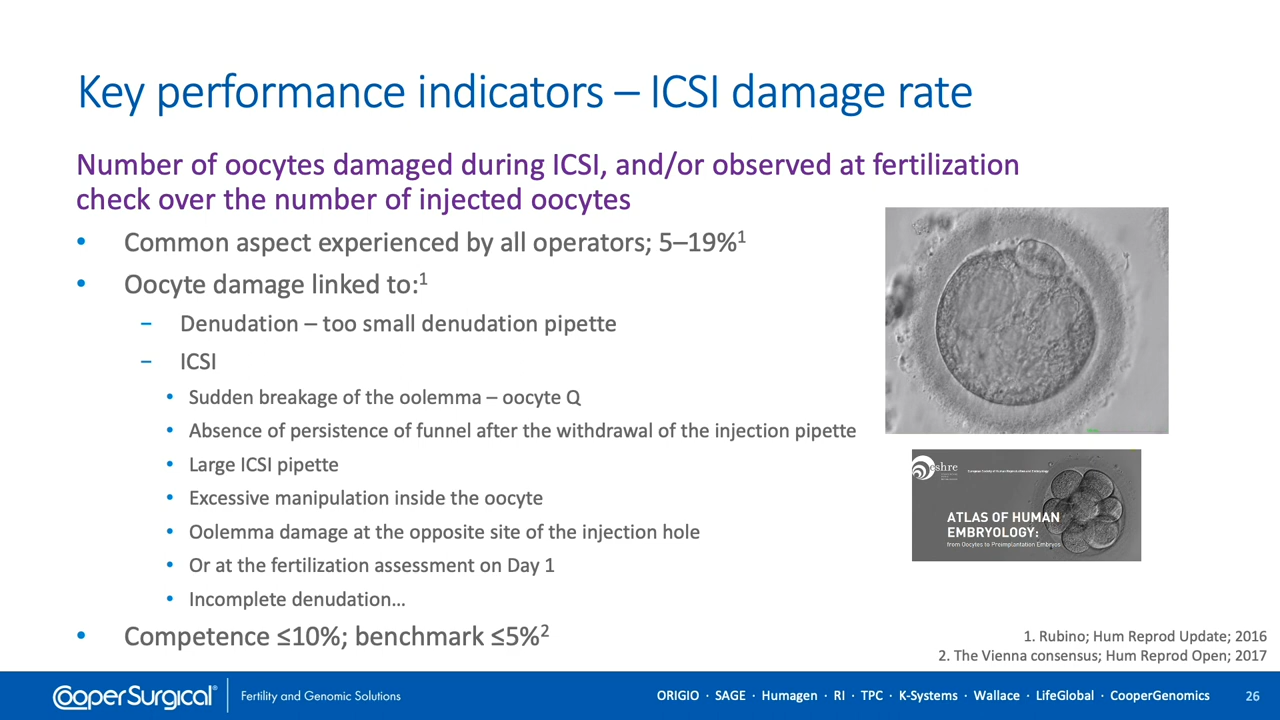 Key performance indicators – ICSI damage rate
Number of oocytes damaged during ICSI, and/or observed at fertilization
check over the number of injected oocytes
• Common aspect experienced by all operators; 5–19%1
• Oocyte damage linked to:1
– Denudation – too small denudation pipette
– ICSI
• Sudden breakage of the oolemma – oocyte Q
• Absence of persistence of funnel after the withdrawal of the injection pipette
• Large ICSI pipette
• Excessive manipulation inside the oocyte
• Oolemma damage at the opposite site of the injection hole
• Or at the fertilization assessment on Day 1
• Incomplete denudation…
• Competence ≤10%; benchmark ≤5%2
eshre
ATLAS OF HUMAN
EMBRYOLOGY:
from Oocytes to Preimplantation Embryos
1. Rubino; Hum Reprod Update; 2016
2. The Vienna consensus; Hum Reprod Open; 2017
CooperSurgical® Fertility and Genomic Solutions
ORIGIO · SAGE · Humagen · RI · TPC · K-Systems · Wallace · LifeGlobal · CooperGenomics 26